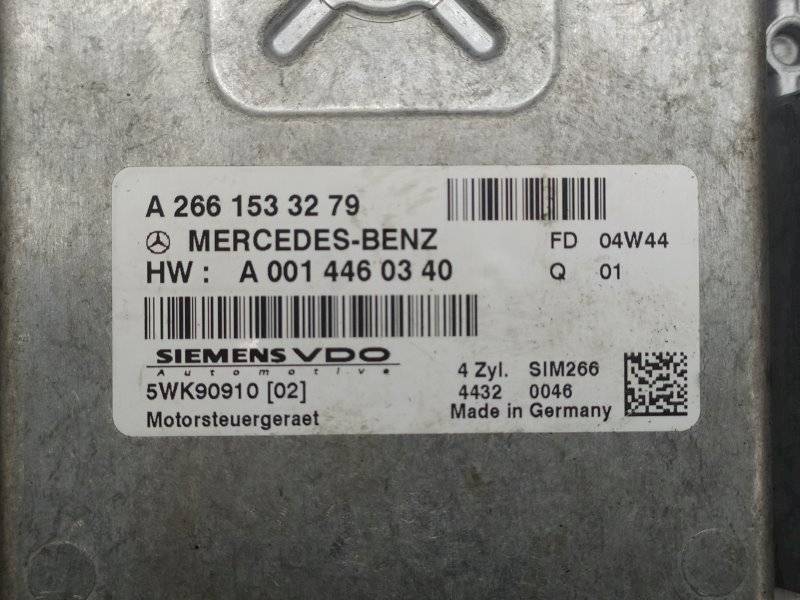 A 266 153 32 79
MERCEDES-BENZ FD 04W44
HW : A 001 446 03 40 Q 01
SIEMENS VDO
Automotive
4 Zyl. SIM266
5WK90910 [02] 4432 0046
Motorsteuergeraet Made in Germany